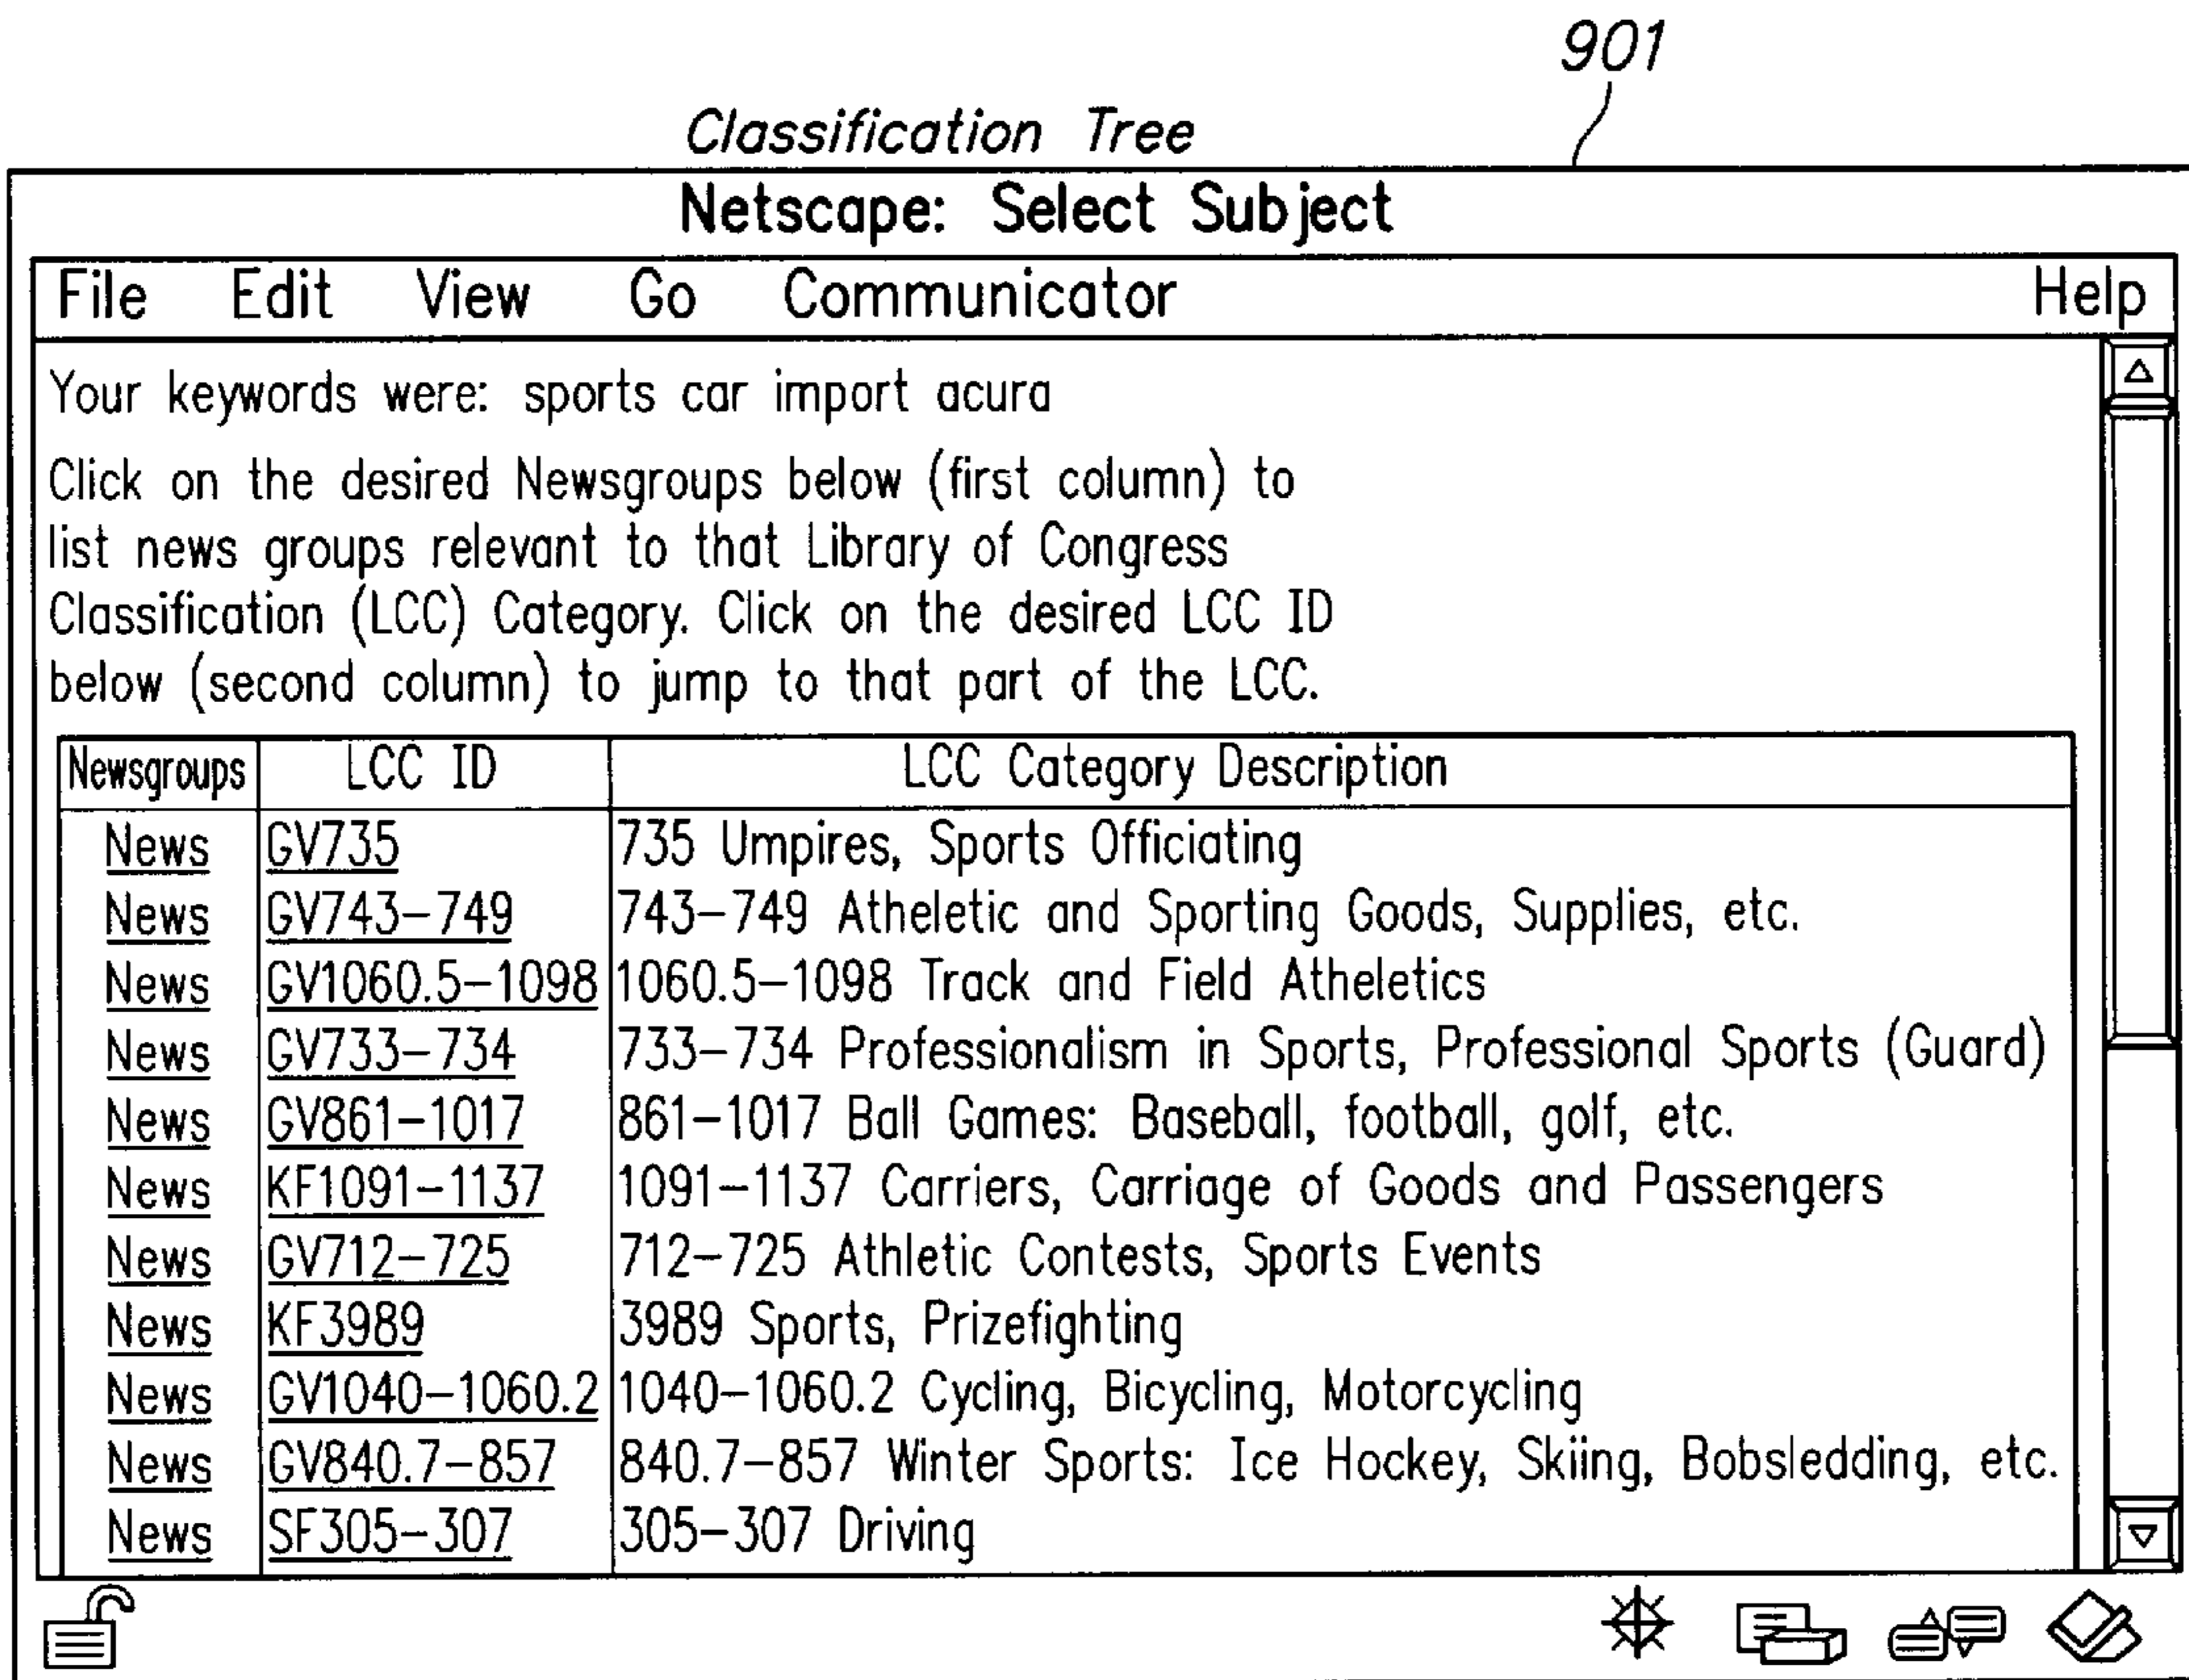 901
Classification Tree
Netscape: Select Subject
File Edit View Go Communicator Help
Your keywords were: sports car import acura
Click on the desired Newsgroups below (first column) to
list news groups relevant to that Library of Congress
Classification (LCC) Category. Click on the desired LCC ID
below (second column) to jump to that part of the LCC.
Newsgroups LCC ID LCC Category Description
News GV735 735 Umpires, Sports Officiating
News GV743-749 743-749 Atheletic and Sporting Goods, Supplies, etc.
News GV1060.5-1098 1060.5-1098 Track and Field Atheletics
News GV733-734 733-734 Professionalism in Sports, Professional Sports (Guard)
News GV861-1017 861-1017 Ball Games: Baseball, football, golf, etc.
News KF1091-1137 1091-1137 Carriers, Carriage of Goods and Passengers
News GV712-725 712-725 Athletic Contests, Sports Events
News KF3989 3989 Sports, Prizefighting
News GV1040-1060.2 1040-1060.2 Cycling, Bicycling, Motorcycling
News GV840.7-857 840.7-857 Winter Sports: Ice Hockey, Skiing, Bobsledding, etc.
News SF305-307 305-307 Driving